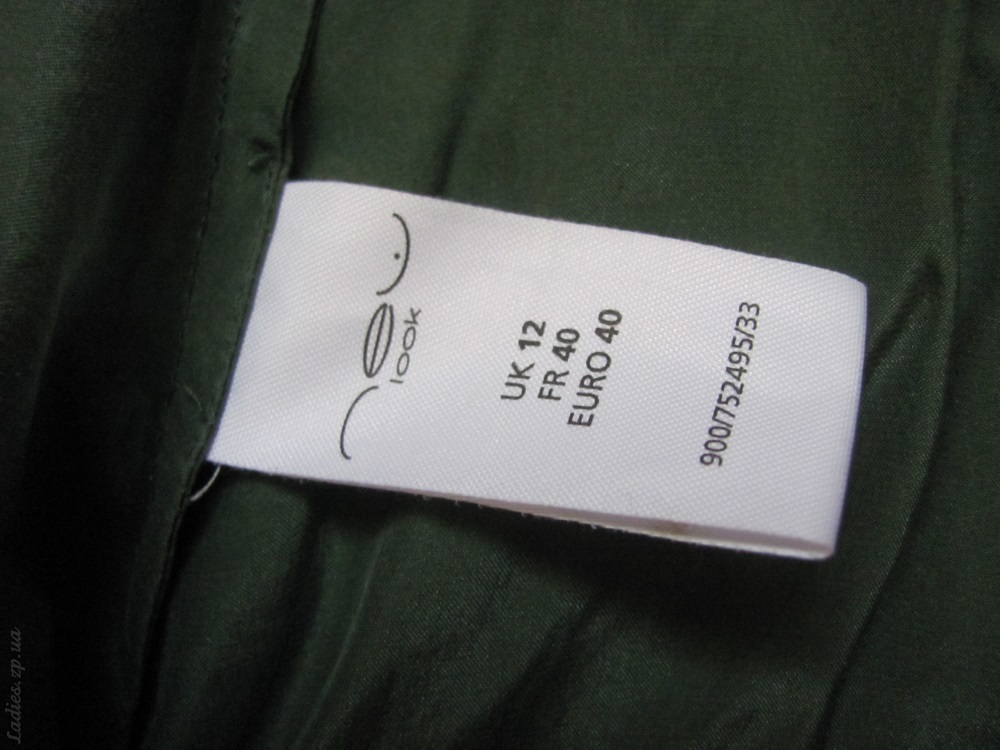 look
UK 12
FR 40
EURO 40
900/752495/33
Ladies.zp.ua